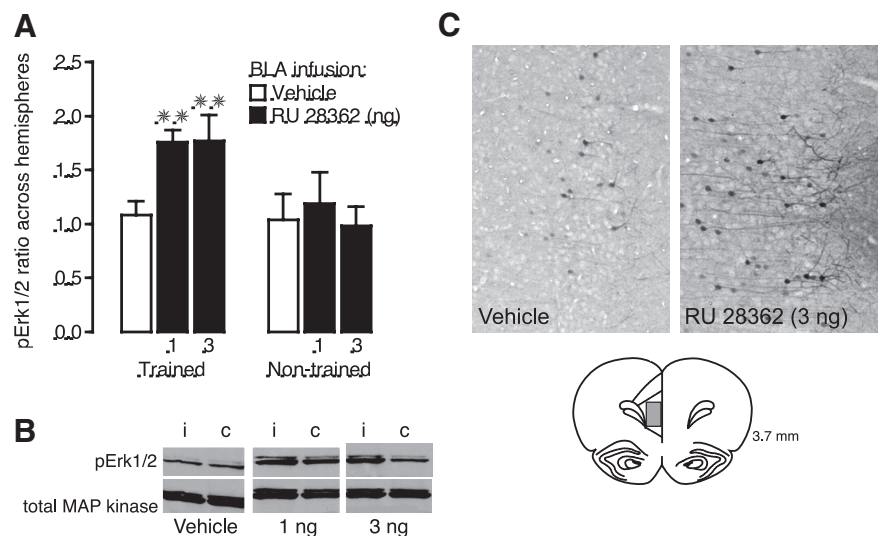 A
pErk1/2 ratio across hemispheres
2.5
2.0
1.5
1.0
0.5
0.0
BLA infusion:
Vehicle
RU 28362 (ng)
**
**
1
3
1
3
Trained
Non-trained
B
i
c
i
c
i
c
pErk1/2
total MAP kinase
Vehicle
1 ng
3 ng
C
Vehicle
RU 28362 (3 ng)
3.7 mm